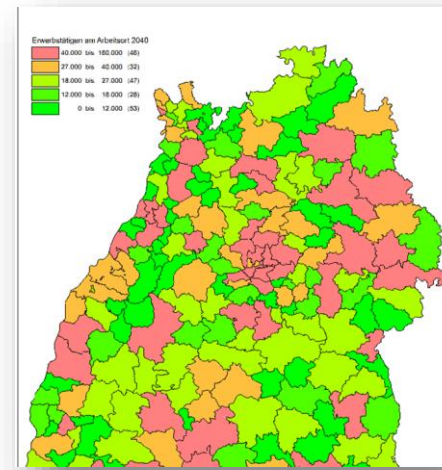 Erwerbstätigen am Arbeitsort 2040
40.000 bis 160.000 (46)
27.000 bis 40.000 (32)
18.000 bis 27.000 (47)
12.000 bis 18.000 (28)
0 bis 12.000 (53)